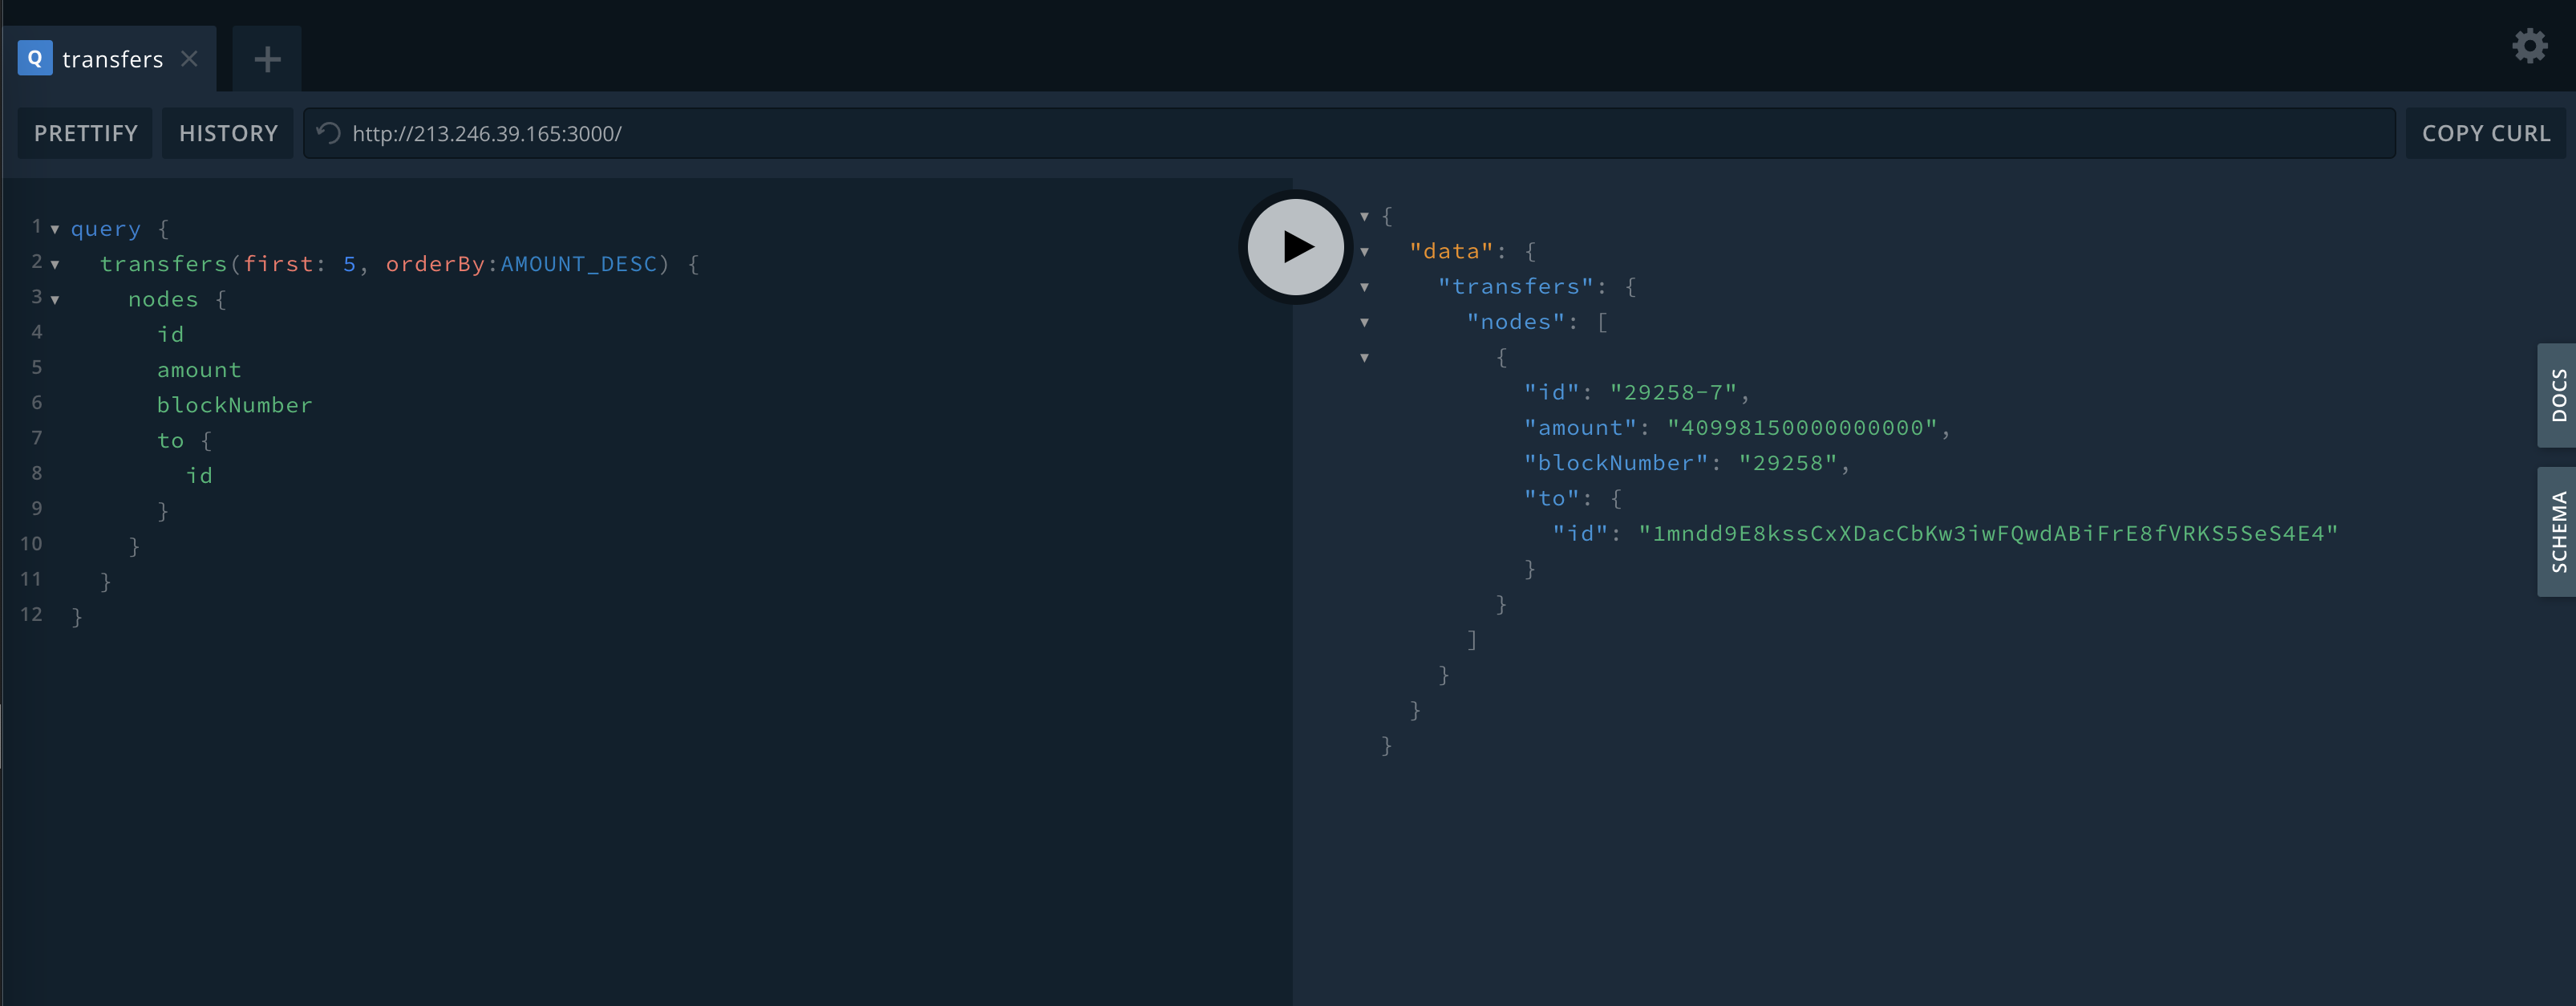 Q transfers
PRETTIFY HISTORY http://213.246.39.165:3000/ COPY CURL
1 query {
2 transfers(first: 5, orderBy:AMOUNT_DESC) {
3 nodes {
4 id
5 amount
6 blockNumber
7 to {
8 id
9 }
10 }
11 }
12 }
{
"data": {
"transfers": {
"nodes": [
{
"id": "29258-7",
"amount": "40998150000000000",
"blockNumber": "29258",
"to": {
"id": "1mndd9E8kssCxXDacCbKw3iwFQwdABiFrE8fVRKS5SeS4E4"
}
}
]
}
}
}
DOCS
SCHEMA